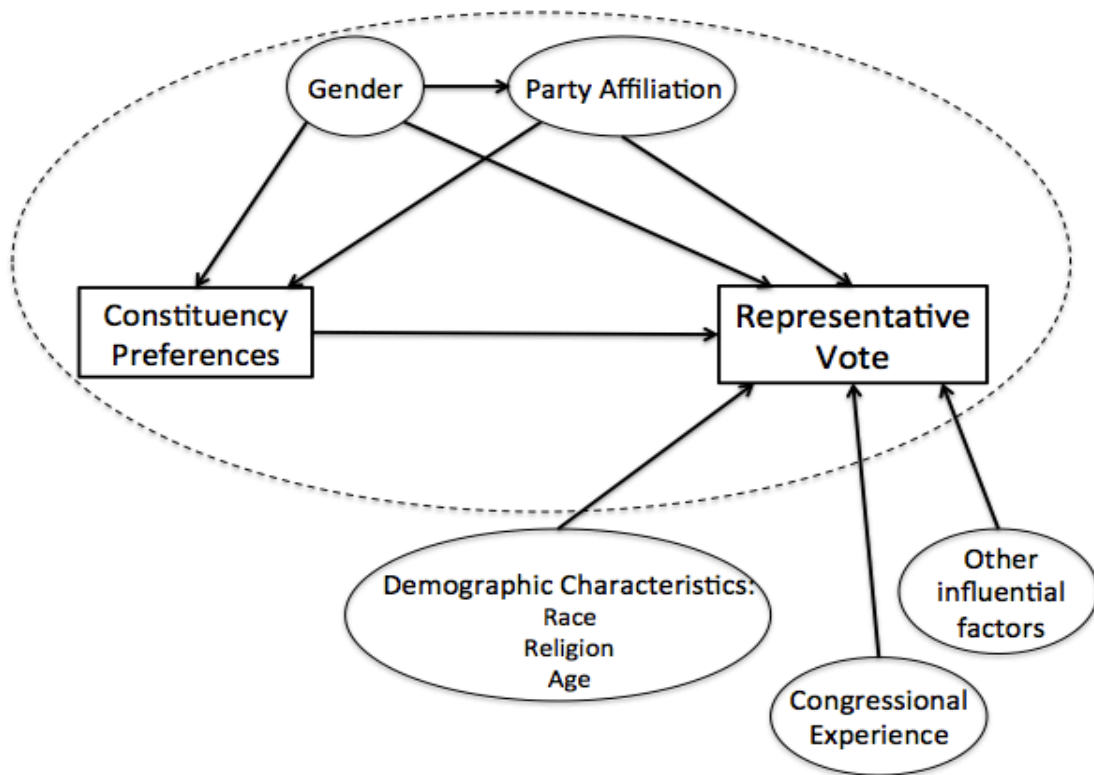 Gender
Party Affiliation
Constituency
Preferences
Representative
Vote
Demographic Characteristics:
Race
Religion
Age
Other
influential
factors
Congressional
Experience